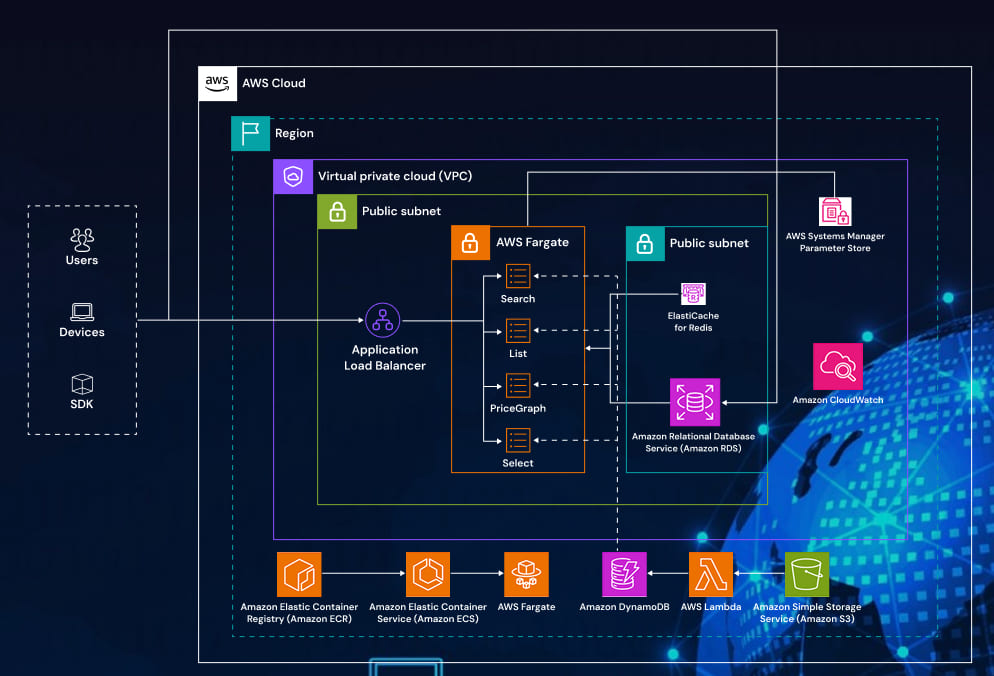 aws
AWS Cloud
Region
Virtual private cloud (VPC)
Public subnet
AWS Fargate
Public subnet
AWS Systems Manager
Parameter Store
Users
Devices
SDK
Application
Load Balancer
Search
List
PriceGraph
Select
R
ElastiCache
for Redis
Amazon Relational Database
Service (Amazon RDS)
Amazon CloudWatch
Amazon Elastic Container
Registry (Amazon ECR)
Amazon Elastic Container
Service (Amazon ECS)
AWS Fargate
Amazon DynamoDB
AWS Lambda
Amazon Simple Storage
Service (Amazon S3)